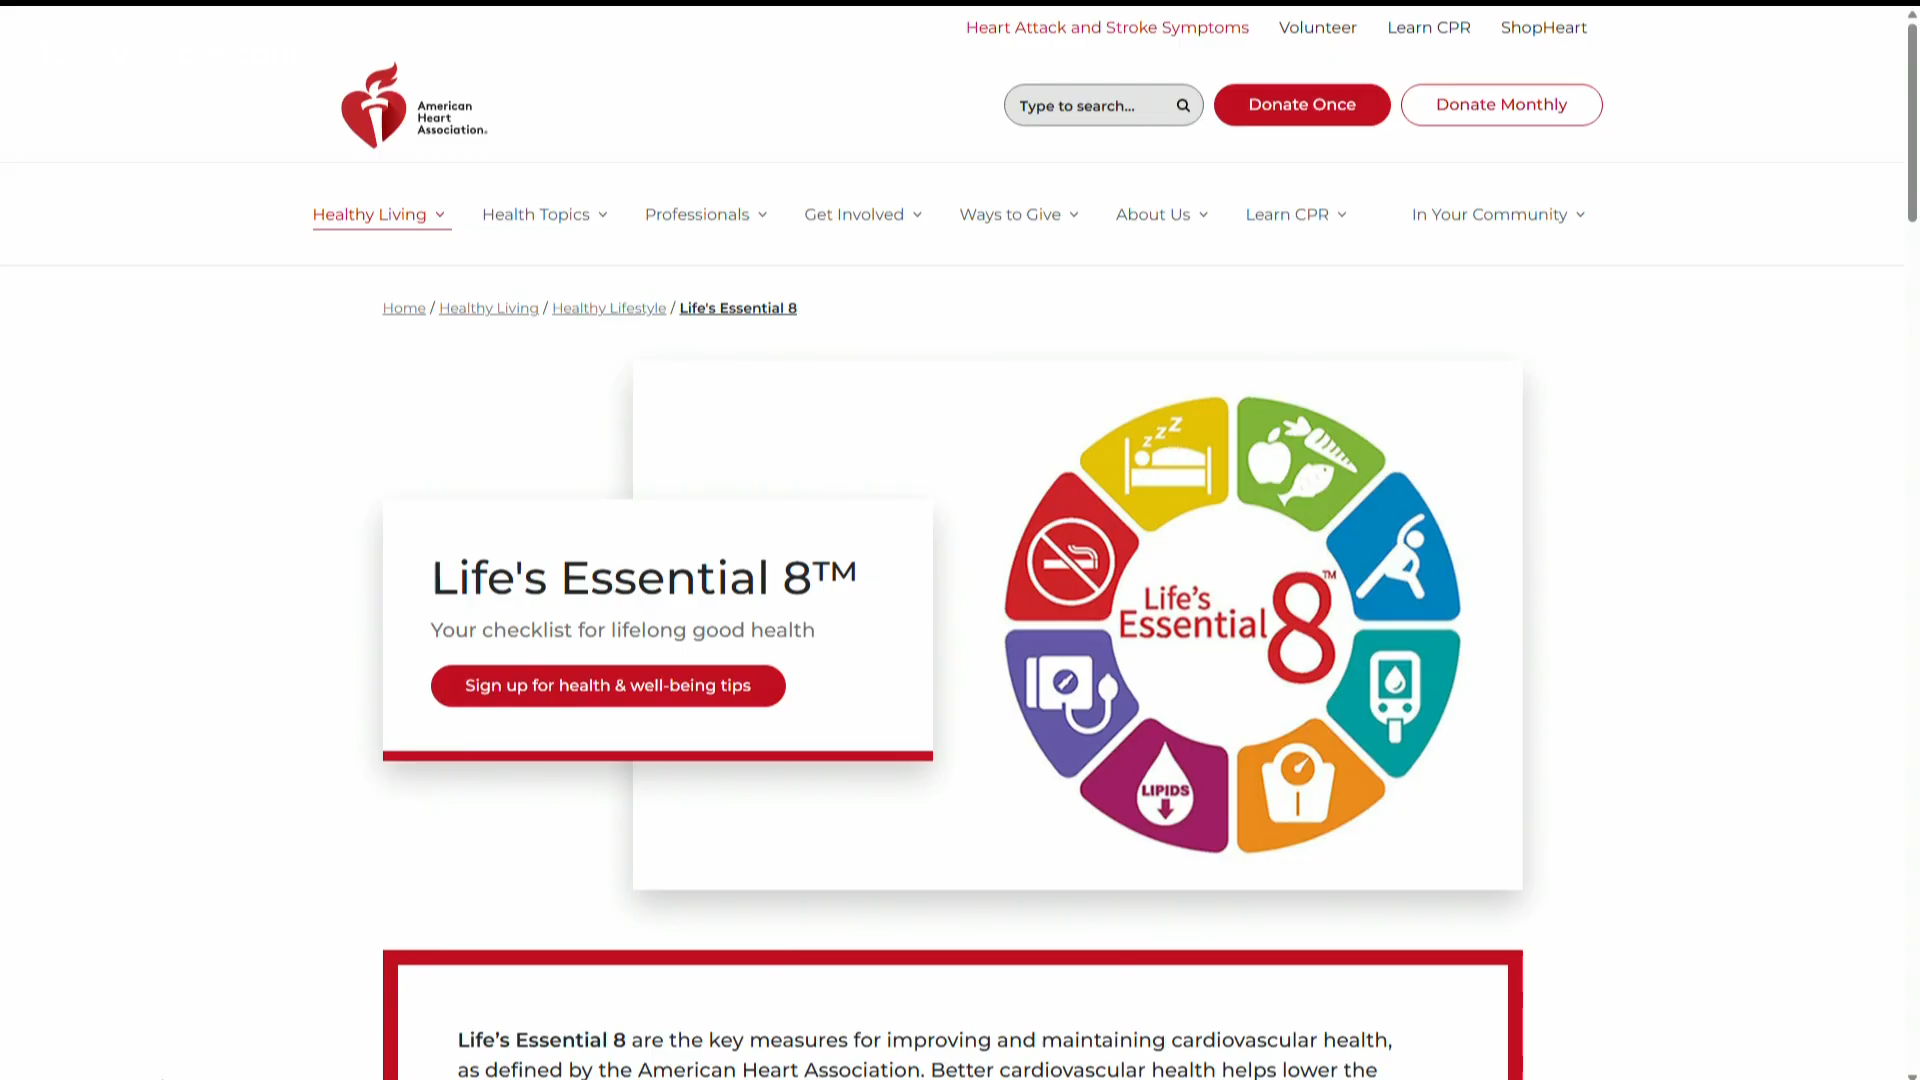 Heart Attack and Stroke Symptoms Volunteer Learn CPR ShopHeart
American
Heart
Association.
Type to search...
Donate Once
Donate Monthly
Healthy Living Health Topics Professionals Get Involved Ways to Give About Us Learn CPR In Your Community
Home / Healthy Living / Healthy Lifestyle / Life's Essential 8
Life's Essential 8™
Your checklist for lifelong good health
Sign up for health & well-being tips
zzZ
Life's
Essential 8™
LIPIDS
Life's Essential 8 are the key measures for improving and maintaining cardiovascular health,
as defined by the American Heart Association. Better cardiovascular health helps lower the